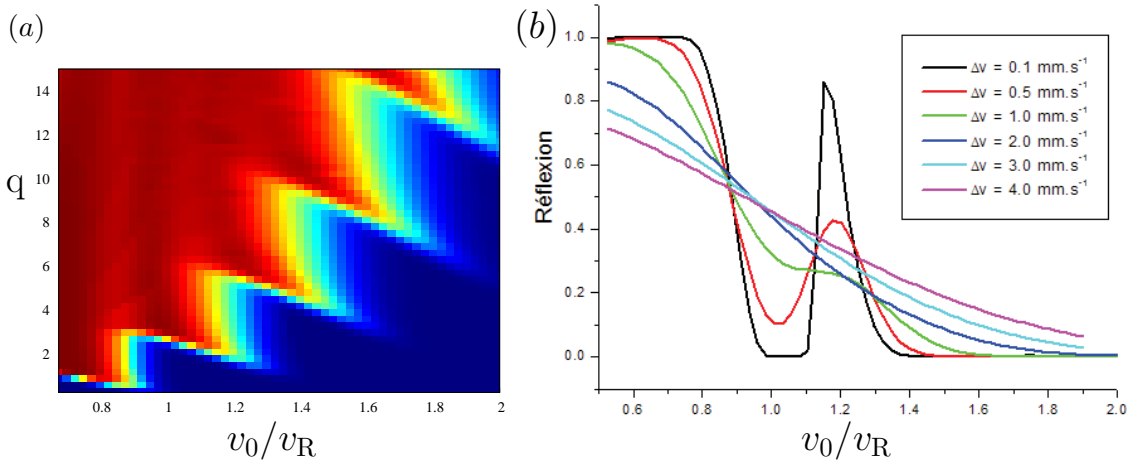 (a)
14
12
10
8
6
4
2
q
0.8 1 1.2 1.4 1.6 1.8 2
v₀/v_R
(b)
1.0
0.8
0.6
0.4
0.2
0.0
Réflexion
Δv = 0.1 mm.s⁻¹
Δv = 0.5 mm.s⁻¹
Δv = 1.0 mm.s⁻¹
Δv = 2.0 mm.s⁻¹
Δv = 3.0 mm.s⁻¹
Δv = 4.0 mm.s⁻¹
0.6 0.8 1.0 1.2 1.4 1.6 1.8 2.0
v₀/v_R